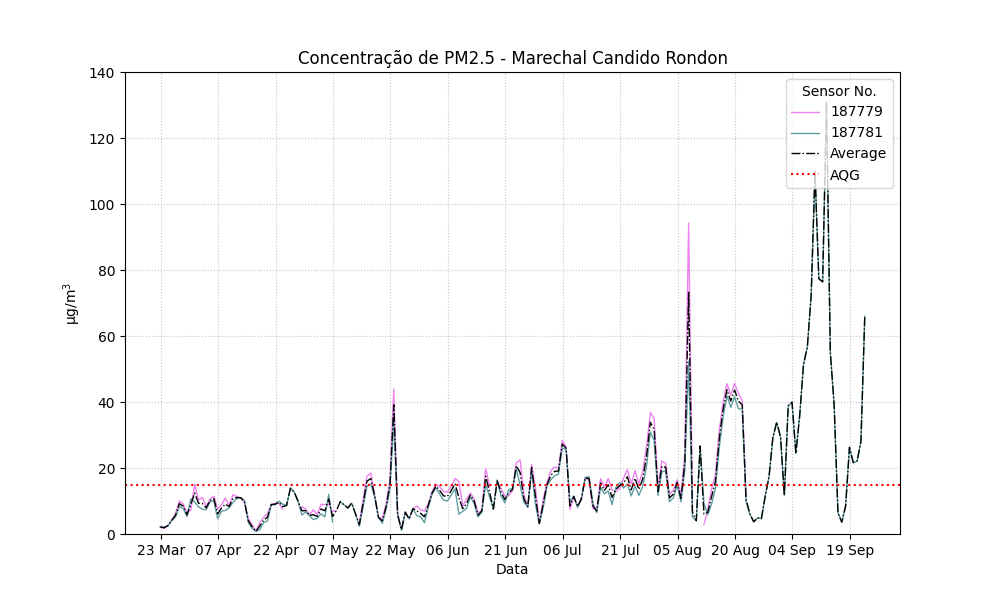 Concentração de PM2.5 - Marechal Candido Rondon
Sensor No.
187779
187781
Average
AQG
140
120
100
80
60
40
20
0
μg/m³
23 Mar 07 Apr 22 Apr 07 May 22 May 06 Jun 21 Jun 06 Jul 21 Jul 05 Aug 20 Aug 04 Sep 19 Sep
Data